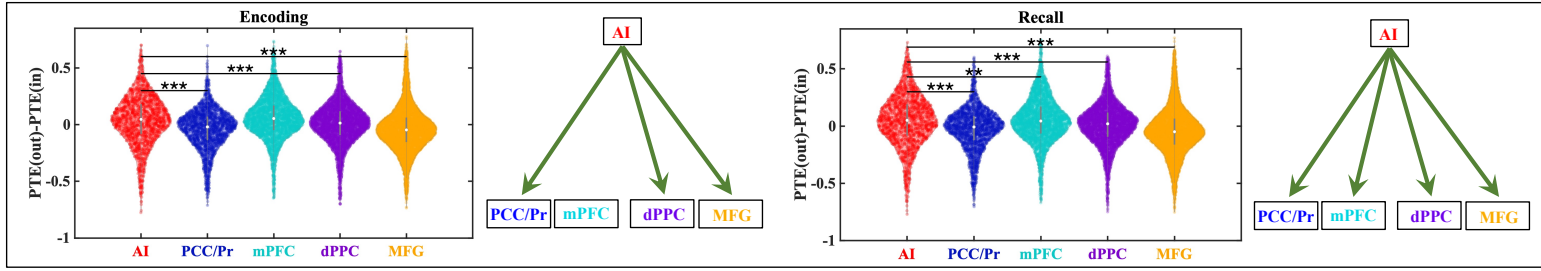 Encoding
PTE(out)-PTE(in)
0.5
0
-0.5
-1
***
***
***
AI PCC/Pr mPFC dPPC MFG
AI
PCC/Pr mPFC dPPC MFG
Recall
PTE(out)-PTE(in)
0.5
0
-0.5
-1
***
***
**
***
AI PCC/Pr mPFC dPPC MFG
AI
PCC/Pr mPFC dPPC MFG